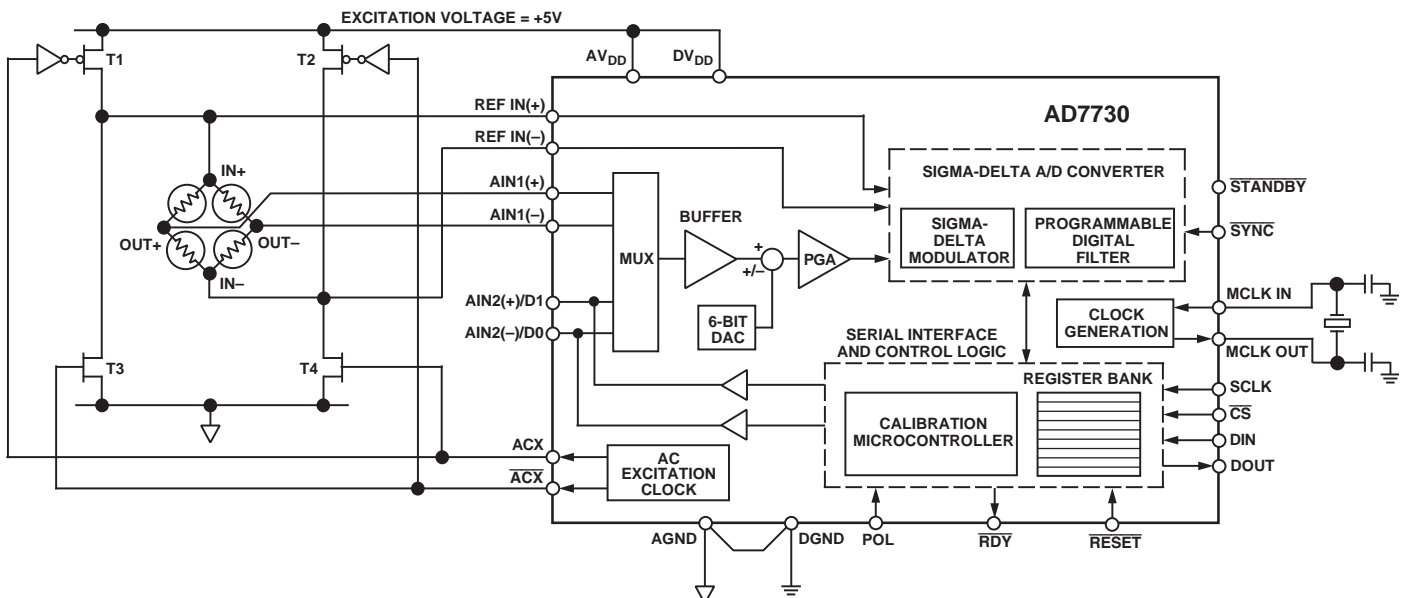 EXCITATION VOLTAGE = +5V
T1
T2
AVDD
DVDD
REF IN(+)
REF IN(–)
AIN1(+)
AIN1(–)
IN+
OUT+
OUT–
IN–
AIN2(+)/D1
AIN2(–)/D0
T3
T4
ACX
ACX
AD7730
SIGMA-DELTA A/D CONVERTER
SIGMA-
DELTA
MODULATOR
PROGRAMMABLE
DIGITAL
FILTER
BUFFER
MUX
+
+/–
PGA
6-BIT
DAC
STANDBY
SYNC
MCLK IN
CLOCK
GENERATION
MCLK OUT
SERIAL INTERFACE
AND CONTROL LOGIC
REGISTER BANK
CALIBRATION
MICROCONTROLLER
SCLK
CS
DIN
DOUT
AC
EXCITATION
CLOCK
AGND
DGND
POL
RDY
RESET